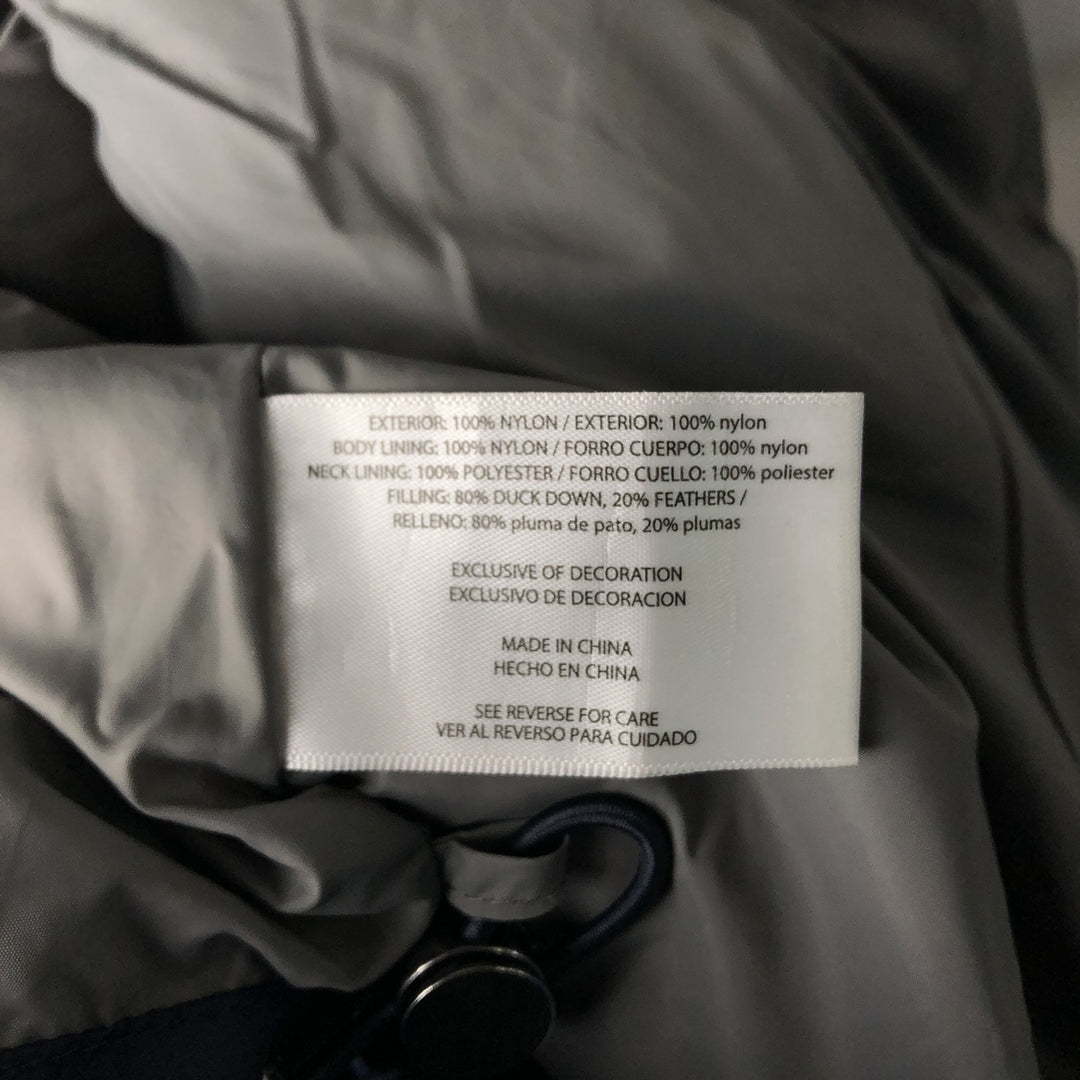 EXTERIOR: 100% NYLON / EXTERIOR: 100% nylon
BODY LINING: 100% NYLON / FORRO CUERPO: 100% nylon
NECK LINING: 100% POLYESTER / FORRO CUELLO: 100% poliester
FILLING: 80% DUCK DOWN, 20% FEATHERS /
RELLENO: 80% pluma de pato, 20% plumas
EXCLUSIVE OF DECORATION
EXCLUSIVO DE DECORACION
MADE IN CHINA
HECHO EN CHINA
SEE REVERSE FOR CARE
VER AL REVERSO PARA CUIDADO